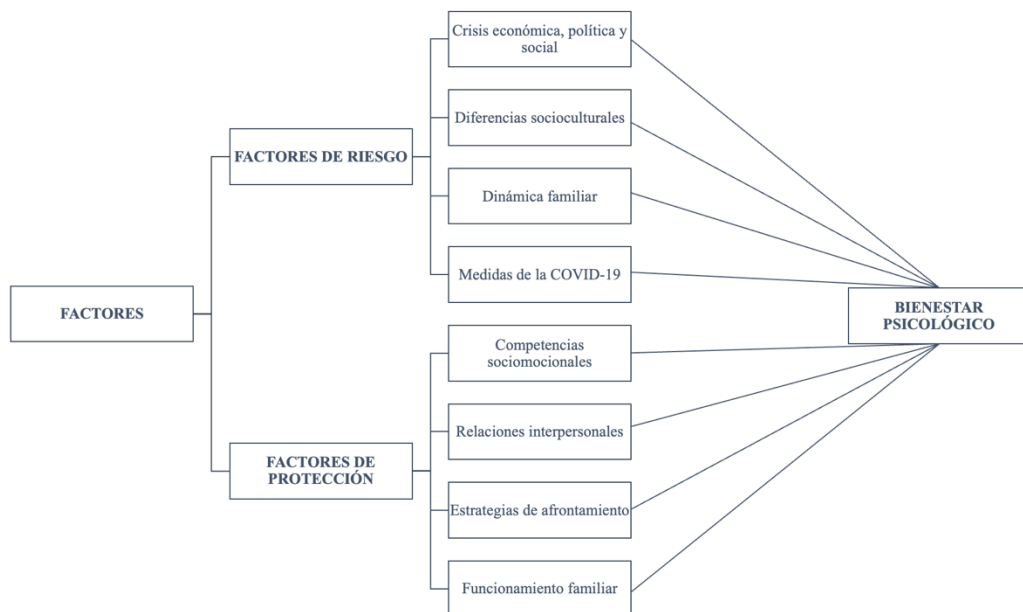 Crisis económica, política y
social
Diferencias socioculturales
FACTORES DE RIESGO
Dinámica familiar
Medidas de la COVID-19
FACTORES
BIENESTAR
PSICOLÓGICO
Competencias
sociomocionales
Relaciones interpersonales
FACTORES DE
PROTECCIÓN
Estrategias de afrontamiento
Funcionamiento familiar